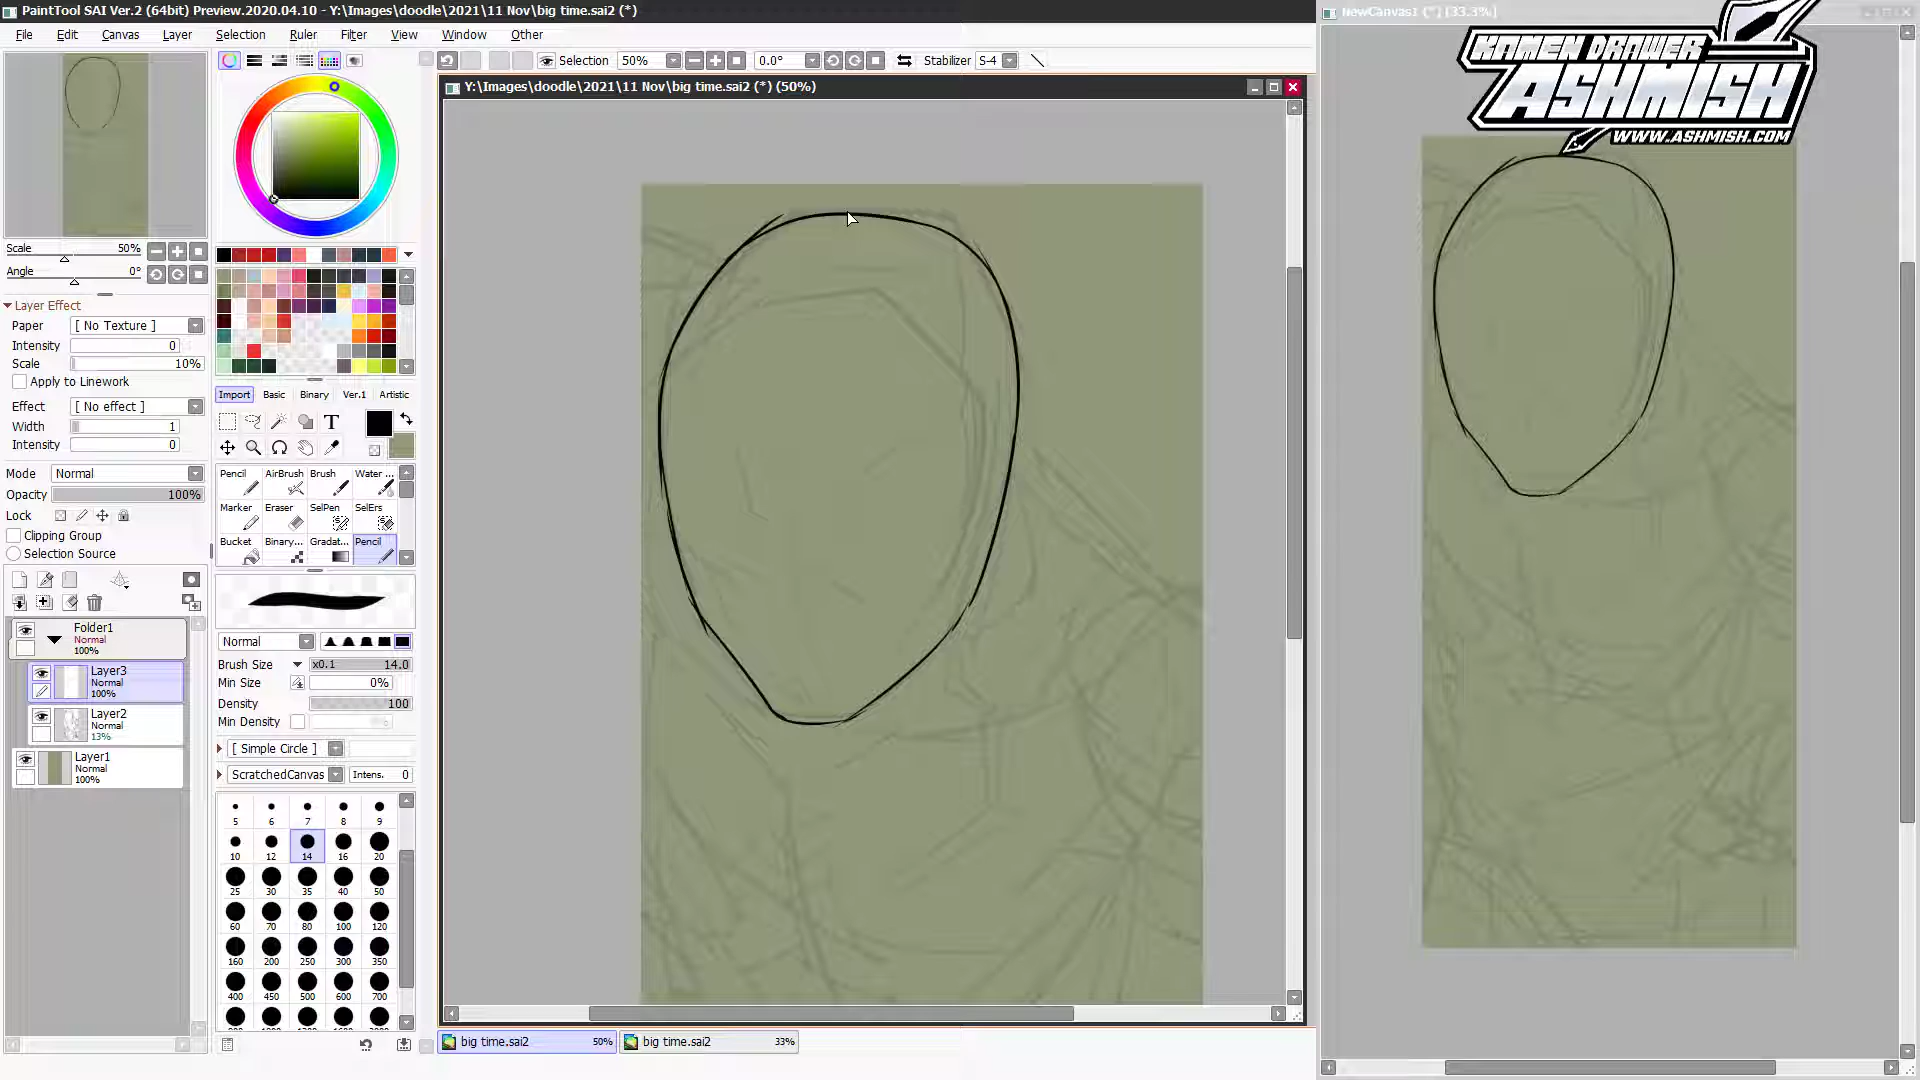 PaintTool SAI Ver.2 (64bit) Preview.2020.04.10 - Y:\Images\doodle\2021\11 Nov\big time.sai2 (*)
NewCanvas1 (*) [33.3%]
File Edit Canvas Layer Selection Ruler Filter View Window Other
KAMEN DRAWER
ASHMISH
WWW.ASHMISH.COM
Selection 50% 0.0° Stabilizer S-4
Y:\Images\doodle\2021\11 Nov\big time.sai2 (*) (50%)
Scale 50%
Angle 0°
Layer Effect
Paper [ No Texture ]
Intensity 0
Scale 10%
Apply to Linework
Effect [ No effect ]
Width 1
Intensity 0
Mode Normal
Opacity 100%
Lock
Clipping Group
Selection Source
Folder1
Normal
100%
Layer3
Normal
100%
Layer2
Normal
13%
Layer1
Normal
100%
Import Basic Binary Ver.1 Artistic
T
Pencil AirBrush Brush Water ...
Marker Eraser SelPen SelErs
Bucket Binary... Gradat... Pencil
Normal
Brush Size x0.1 14.0
Min Size 0%
Density 100
Min Density
[ Simple Circle ]
ScratchedCanvas Intens. 0
5 6 7 8 9
10 12 14 16 20
25 30 35 40 50
60 70 80 100 120
160 200 250 300 350
400 450 500 600 700
big time.sai2 50% big time.sai2 33%